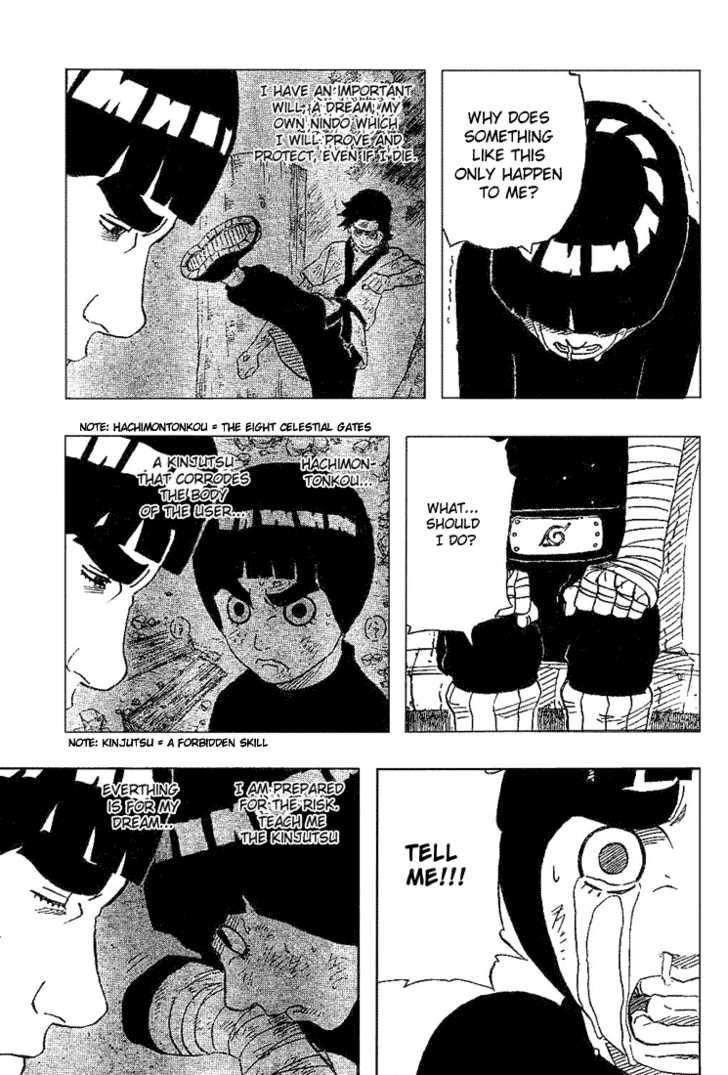 WHY DOES
SOMETHING
LIKE THIS
ONLY HAPPEN
TO ME?
I HAVE AN IMPORTANT
WILL, A DREAM, MY
OWN NINDO WHICH
I WILL PROVE AND
PROTECT, EVEN IF I DIE.
NOTE: HACHIMONTONKOU = THE EIGHT CELESTIAL GATES
WHAT...
SHOULD
I DO?
HACHIMON-
TONKOU...
A KINJUTSU
THAT CORRODES
THE BODY
OF THE USER...
NOTE: KINJUTSU = A FORBIDDEN SKILL
TELL
ME!!!
I AM PREPARED
FOR THE RISK.
TEACH ME
THE KINJUTSU
EVERTHING
IS FOR MY
DREAM...